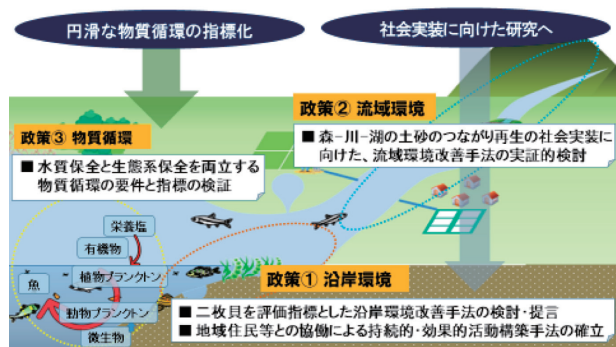 円滑な物質循環の指標化
社会実装に向けた研究へ
政策② 流域環境
■ 森-川-湖の土砂のつながり再生の社会実装に
向けた、流域環境改善手法の実証的検討
政策③ 物質循環
■ 水質保全と生態系保全を両立する
物質循環の要件と指標の検証
栄養塩
有機物
植物プランクトン
魚
動物プランクトン
微生物
政策① 沿岸環境
■ 二枚貝を評価指標とした沿岸環境改善手法の検討・提言
■ 地域住民等との協働による持続的・効果的活動構築手法の確立